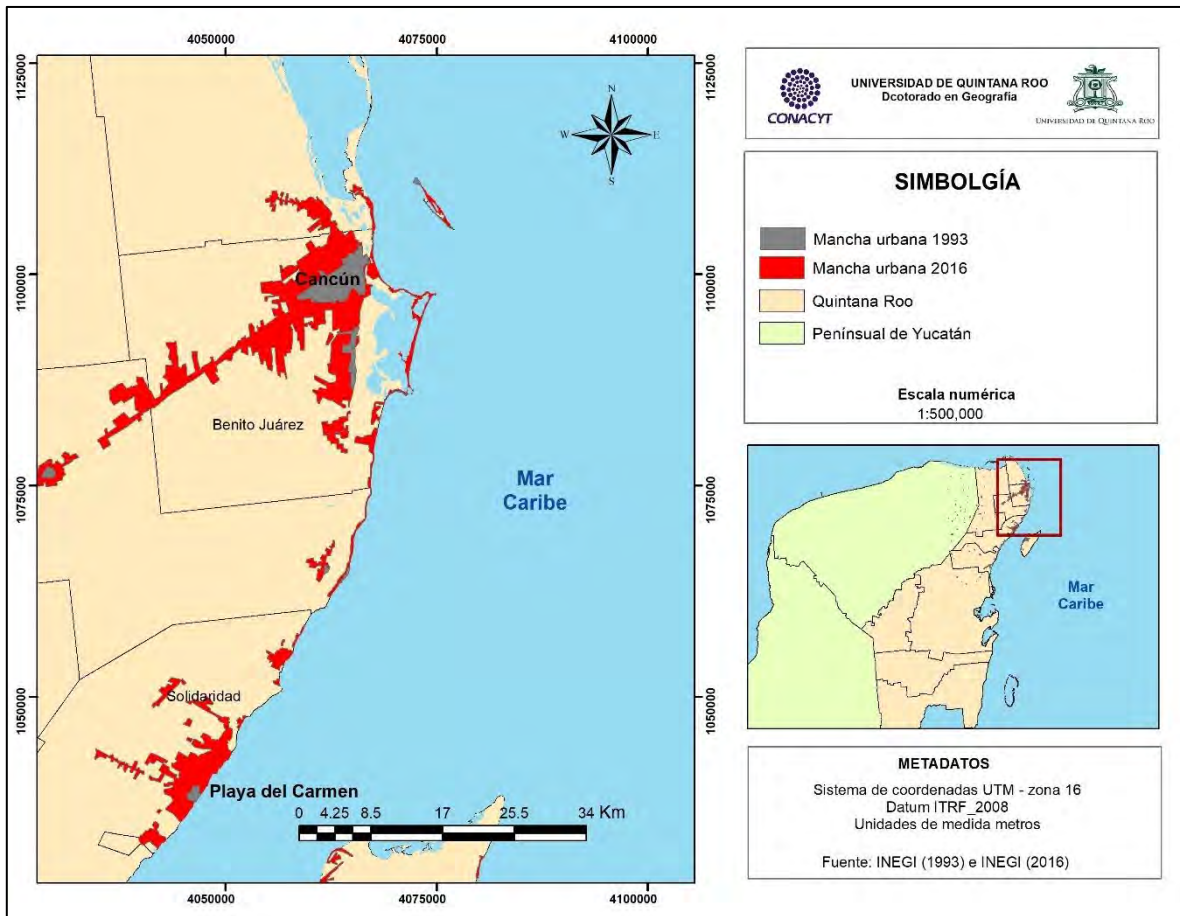 4050000
4075000
4100000
1125000
1125000
1100000
1100000
1075000
1075000
1050000
1050000
N
W
E
S
Cancún
Benito Juárez
Mar
Caribe
Solidaridad
Playa del Carmen
0 4.25 8.5 17 25.5 34 Km
4050000
4075000
4100000
CONACYT
UNIVERSIDAD DE QUINTANA ROO
Dcotorado en Geografía
UNIVERSIDAD DE QUINTANA ROO
SIMBOLGÍA
Mancha urbana 1993
Mancha urbana 2016
Quintana Roo
Penínsual de Yucatán
Escala numérica
1:500,000
Mar
Caribe
METADATOS
Sistema de coordenadas UTM - zona 16
Datum ITRF_2008
Unidades de medida metros
Fuente: INEGI (1993) e INEGI (2016)